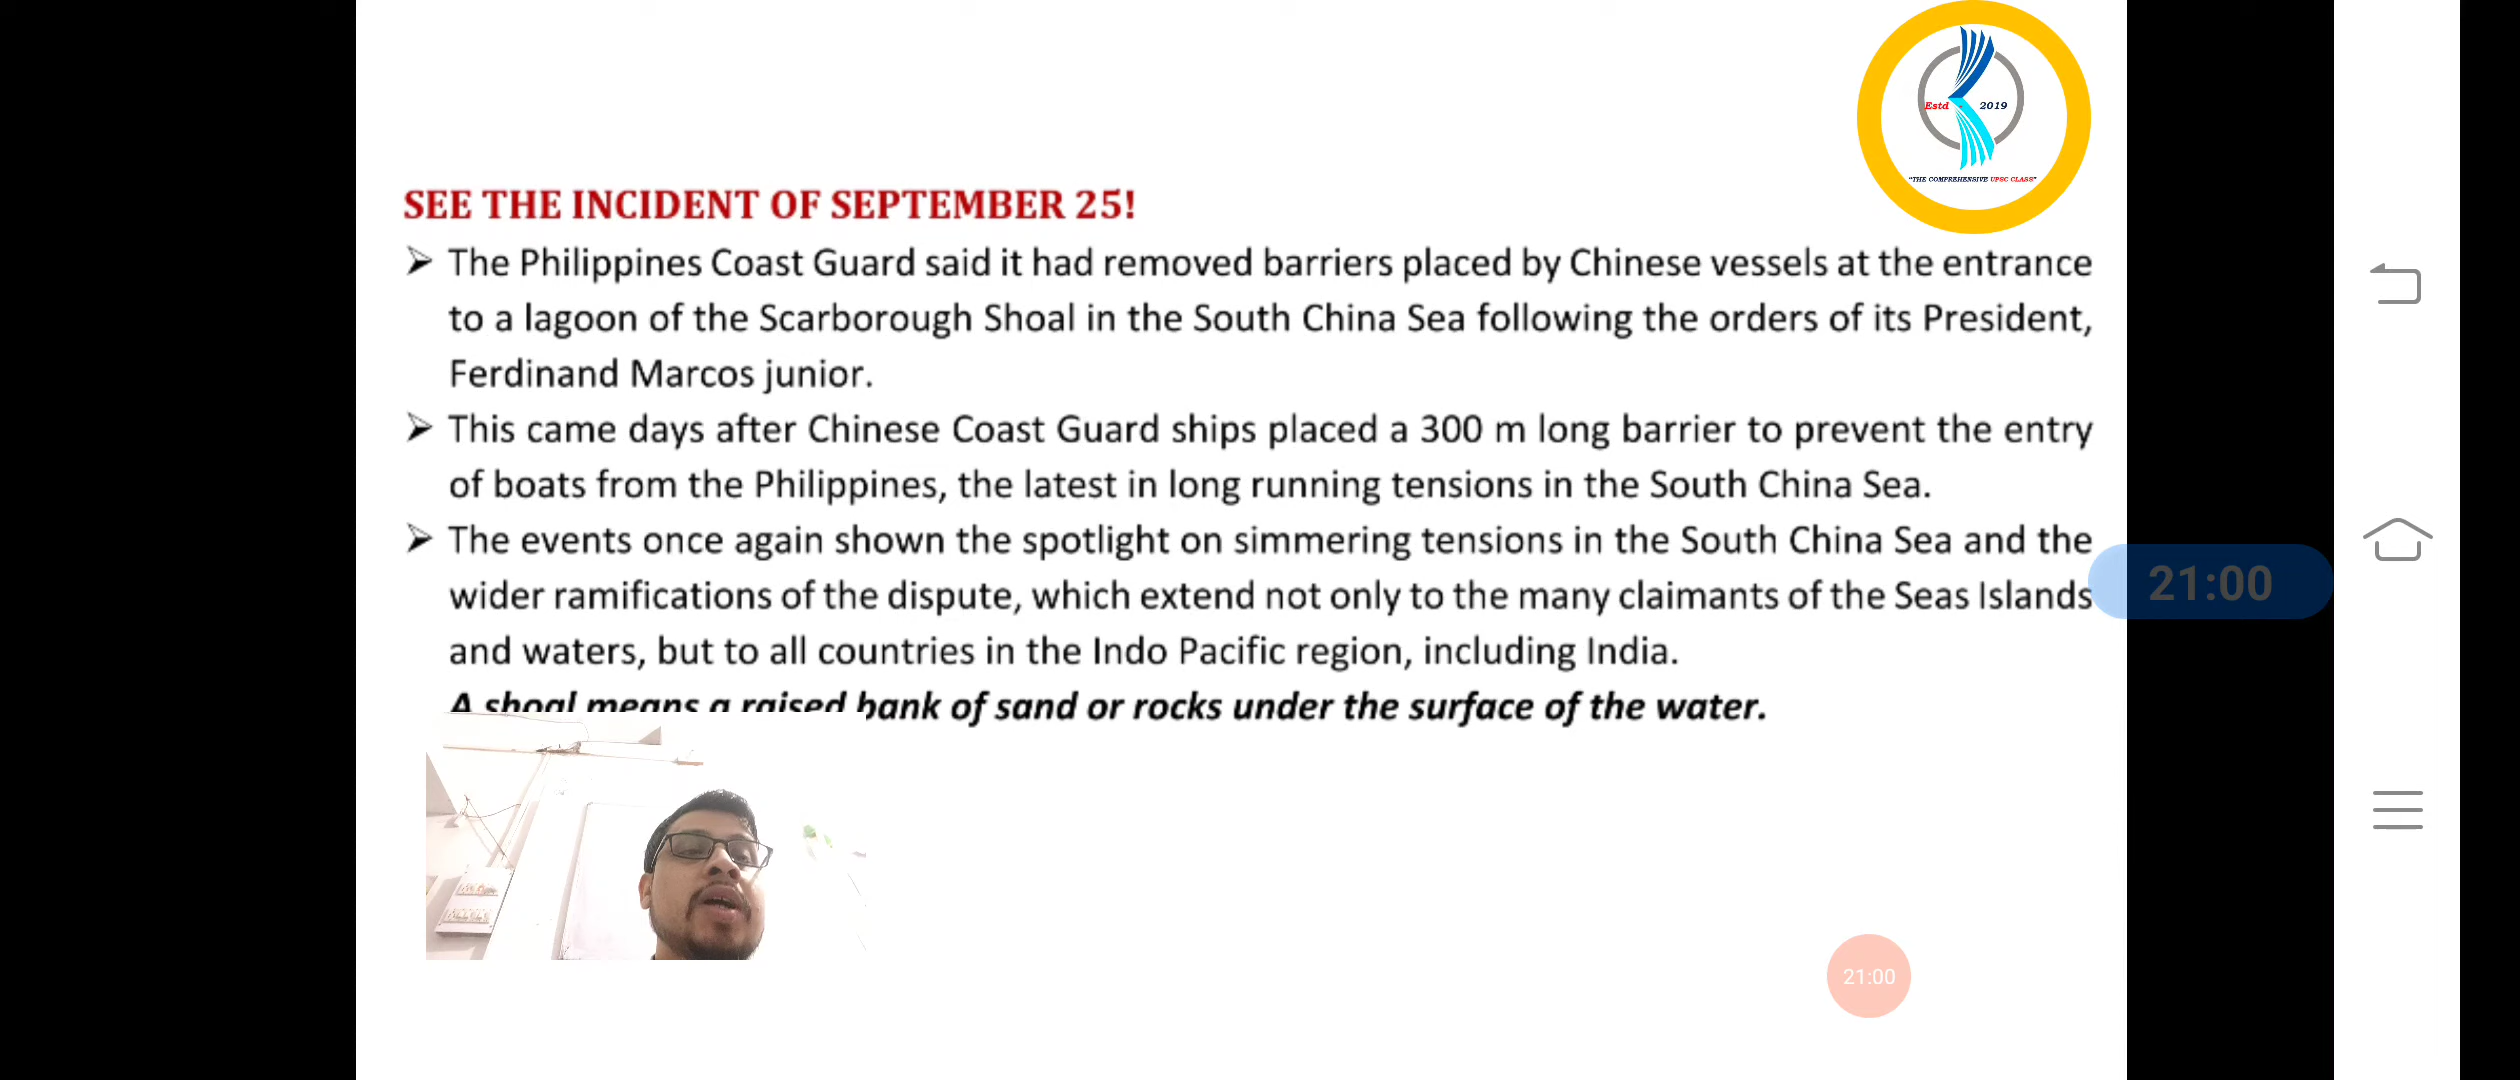 Estd - 2019
"THE COMPREHENSIVE UPSC CLASS"
SEE THE INCIDENT OF SEPTEMBER 25!
➢ The Philippines Coast Guard said it had removed barriers placed by Chinese vessels at the entrance
to a lagoon of the Scarborough Shoal in the South China Sea following the orders of its President,
Ferdinand Marcos junior.
➢ This came days after Chinese Coast Guard ships placed a 300 m long barrier to prevent the entry
of boats from the Philippines, the latest in long running tensions in the South China Sea.
➢ The events once again shown the spotlight on simmering tensions in the South China Sea and the
wider ramifications of the dispute, which extend not only to the many claimants of the Seas Islands
and waters, but to all countries in the Indo Pacific region, including India.
A shoal means a raised bank of sand or rocks under the surface of the water.
21:00
21:00